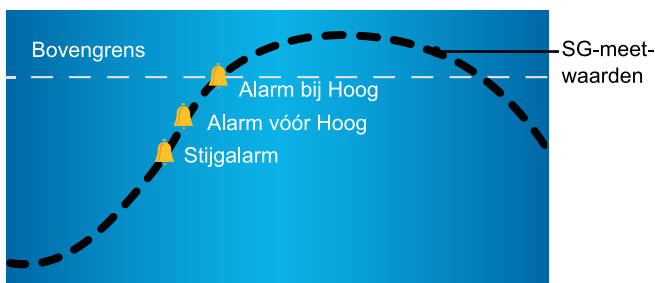 Bovengrens
SG-meet-
waarden
Alarm bij Hoog
Alarm vóór Hoog
Stijgalarm